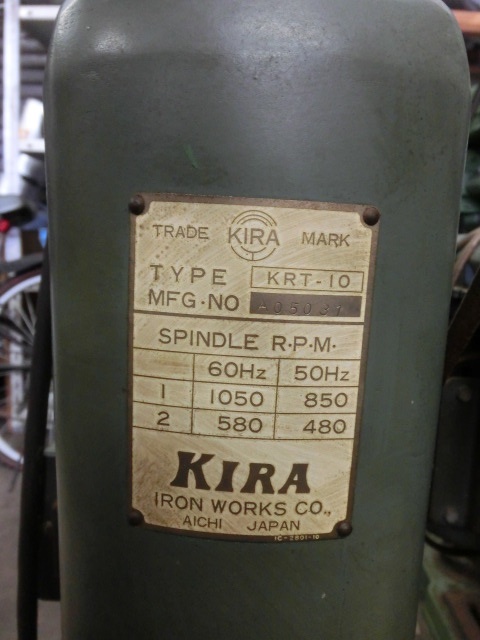 TRADE KIRA MARK
TYPE KRT-10
MFG·NO
SPINDLE R·P·M·
60Hz 50Hz
1 1050 850
2 580 480
KIRA
IRON WORKS CO.,
AICHI JAPAN